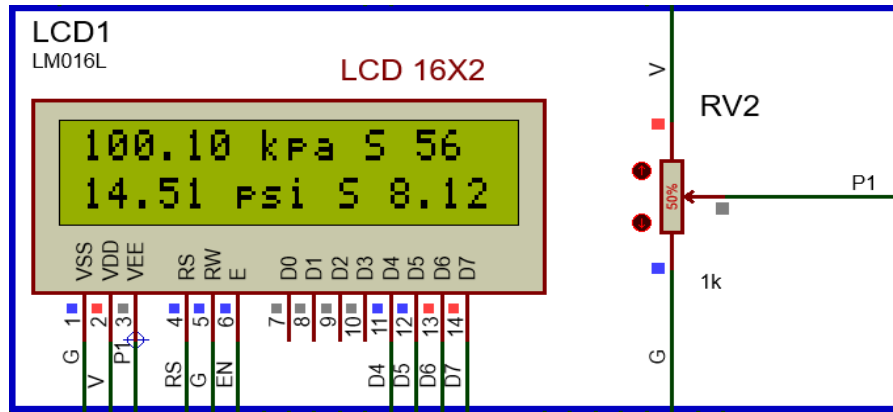 LCD1
LM016L
LCD 16X2
100.10 kpa S 56
14.51 psi S 8.12
VSS
VDD
VEE
RS
RW
E
D0
D1
D2
D3
D4
D5
D6
D7
1
2
3
4
5
6
7
8
9
10
11
12
13
14
G
V
P1
RS
G
EN
D4
D5
D6
D7
V
RV2
50%
P1
1k
G